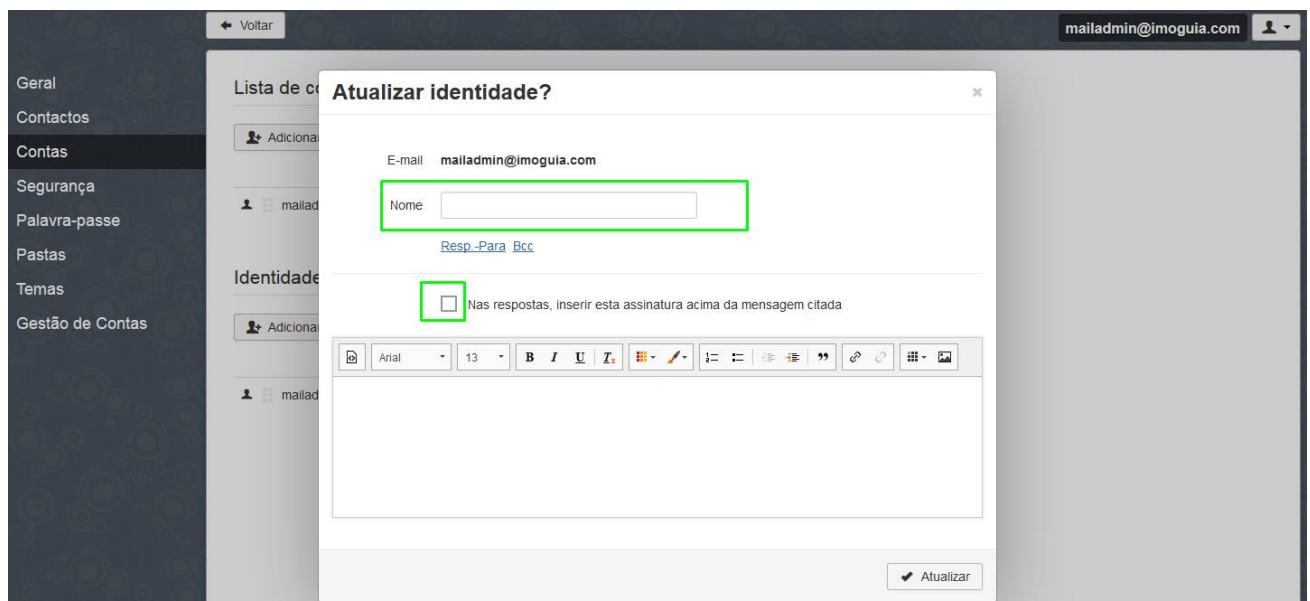 Voltar
mailadmin@imoguia.com
Geral
Contactos
Contas
Segurança
Palavra-passe
Pastas
Temas
Gestão de Contas
Lista de co
Adiciona
mailad
Identidade
Adiciona
mailad
Atualizar identidade?
E-mail mailadmin@imoguia.com
Nome
Resp.-Para Bcc
Nas respostas, inserir esta assinatura acima da mensagem citada
Arial 13 B I U Tx
Atualizar